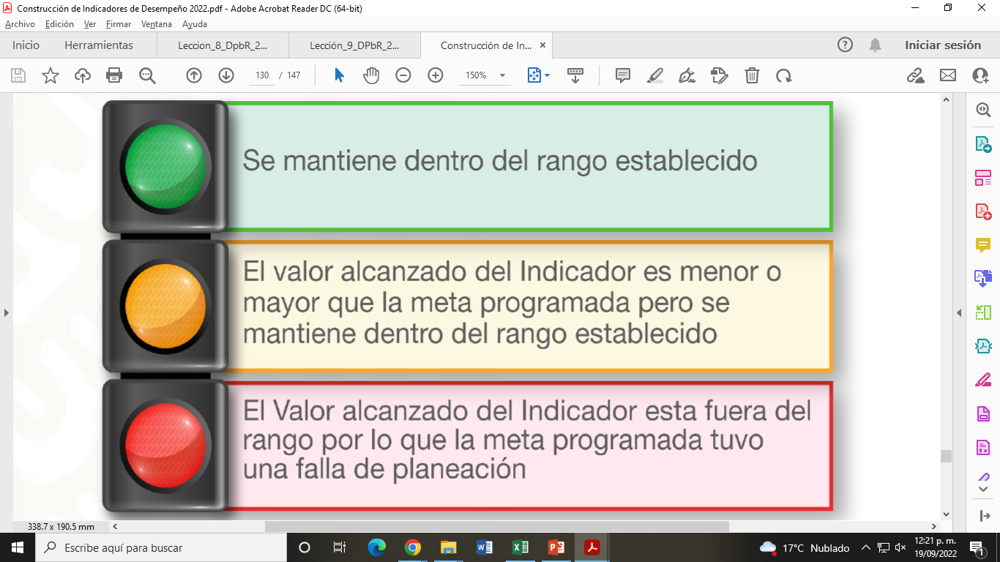 Construcción de Indicadores de Desempeño 2022.pdf - Adobe Acrobat Reader DC (64-bit)
Archivo Edición Ver Firmar Ventana Ayuda
Inicio Herramientas Leccion_8_DpbR_2... Lección_9_DPbR_2... Construcción de In... Iniciar sesión
130 / 147 150%
Se mantiene dentro del rango establecido
El valor alcanzado del Indicador es menor o
mayor que la meta programada pero se
mantiene dentro del rango establecido
El Valor alcanzado del Indicador esta fuera del
rango por lo que la meta programada tuvo
una falla de planeación
338.7 x 190.5 mm
Escribe aquí para buscar
17°C Nublado
12:21 p. m.
19/09/2022
1